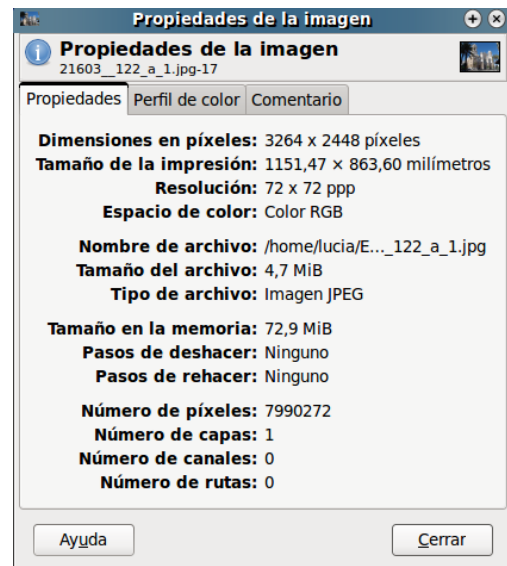 Propiedades de la imagen
Propiedades de la imagen
21603__122_a_1.jpg-17
Propiedades Perfil de color Comentario
Dimensiones en píxeles: 3264 x 2448 píxeles
Tamaño de la impresión: 1151,47 × 863,60 milímetros
Resolución: 72 x 72 ppp
Espacio de color: Color RGB
Nombre de archivo: /home/lucia/E..._122_a_1.jpg
Tamaño del archivo: 4,7 MiB
Tipo de archivo: Imagen JPEG
Tamaño en la memoria: 72,9 MiB
Pasos de deshacer: Ninguno
Pasos de rehacer: Ninguno
Número de píxeles: 7990272
Número de capas: 1
Número de canales: 0
Número de rutas: 0
Ayuda Cerrar